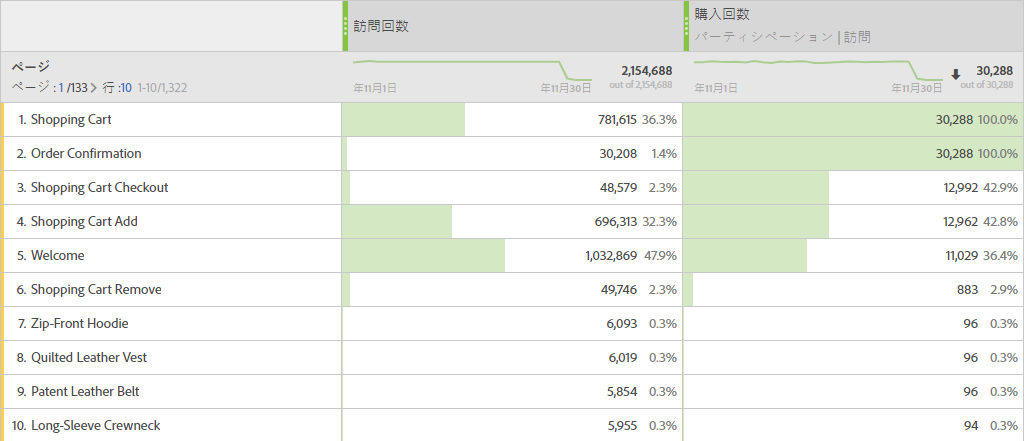 訪問回数
購入回数
パーティシペーション | 訪問
ページ
ページ : 1 /133 > 行 :10 1-10/1,322
2,154,688
out of 2,154,688
年11月1日 年11月30日
30,288
out of 30,288
年11月1日 年11月30日
1. Shopping Cart 781,615 36.3% 30,288 100.0%
2. Order Confirmation 30,208 1.4% 30,288 100.0%
3. Shopping Cart Checkout 48,579 2.3% 12,992 42.9%
4. Shopping Cart Add 696,313 32.3% 12,962 42.8%
5. Welcome 1,032,869 47.9% 11,029 36.4%
6. Shopping Cart Remove 49,746 2.3% 883 2.9%
7. Zip-Front Hoodie 6,093 0.3% 96 0.3%
8. Quilted Leather Vest 6,019 0.3% 96 0.3%
9. Patent Leather Belt 5,854 0.3% 96 0.3%
10. Long-Sleeve Crewneck 5,955 0.3% 94 0.3%